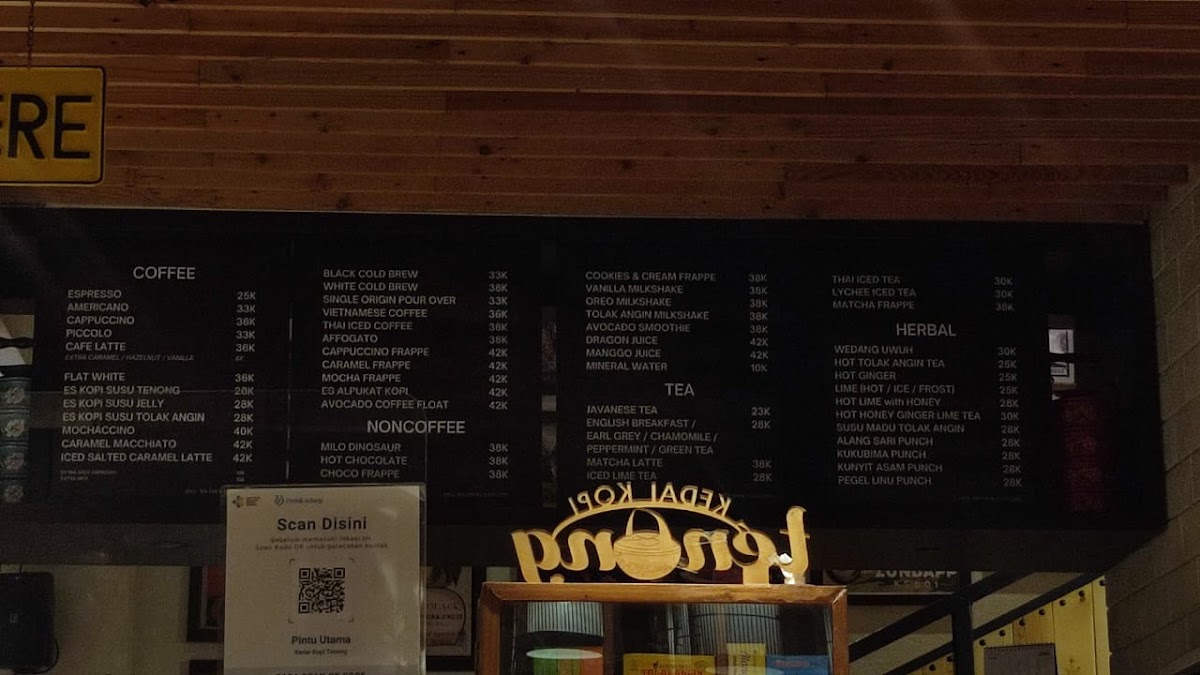 ERE
COFFEE
ESPRESSO 25K
AMERICANO 33K
CAPPUCCINO 36K
PICCOLO 33K
CAFE LATTE 36K
EXTRA CARAMEL / HAZELNUT / VANILLA 6K
FLAT WHITE 36K
ES KOPI SUSU TENONG 28K
ES KOPI SUSU JELLY 28K
ES KOPI SUSU TOLAK ANGIN 28K
MOCHACCINO 40K
CARAMEL MACCHIATO 42K
ICED SALTED CARAMEL LATTE 42K
BLACK COLD BREW 33K
WHITE COLD BREW 38K
SINGLE ORIGIN POUR OVER 33K
VIETNAMESE COFFEE 36K
THAI ICED COFFEE 38K
AFFOGATO 38K
CAPPUCCINO FRAPPE 42K
CARAMEL FRAPPE 42K
MOCHA FRAPPE 42K
ES ALPUKAT KOPI 42K
AVOCADO COFFEE FLOAT 42K
NONCOFFEE
MILO DINOSAUR 38K
HOT CHOCOLATE 38K
CHOCO FRAPPE 38K
COOKIES & CREAM FRAPPE 38K
VANILLA MILKSHAKE 38K
OREO MILKSHAKE 38K
TOLAK ANGIN MILKSHAKE 38K
AVOCADO SMOOTHIE 38K
DRAGON JUICE 42K
MANGGO JUICE 42K
MINERAL WATER 10K
TEA
JAVANESE TEA 23K
ENGLISH BREAKFAST / 28K
EARL GREY / CHAMOMILE /
PEPPERMINT / GREEN TEA
MATCHA LATTE 38K
ICED LIME TEA 28K
THAI ICED TEA 30K
LYCHEE ICED TEA 30K
MATCHA FRAPPE 38K
HERBAL
WEDANG UWUH 30K
HOT TOLAK ANGIN TEA 25K
HOT GINGER 25K
LIME (HOT / ICE / FROST) 25K
HOT LIME with HONEY 28K
HOT HONEY GINGER LIME TEA 30K
SUSU MADU TOLAK ANGIN 28K
ALANG SARI PUNCH 28K
KUKUBIMA PUNCH 28K
KUNYIT ASAM PUNCH 28K
PEGEL LINU PUNCH 28K
KEDAI KOPI
tenong
Scan Disini
Pintu Utama
Kedai Kopi Tenong
ZUNDAPP